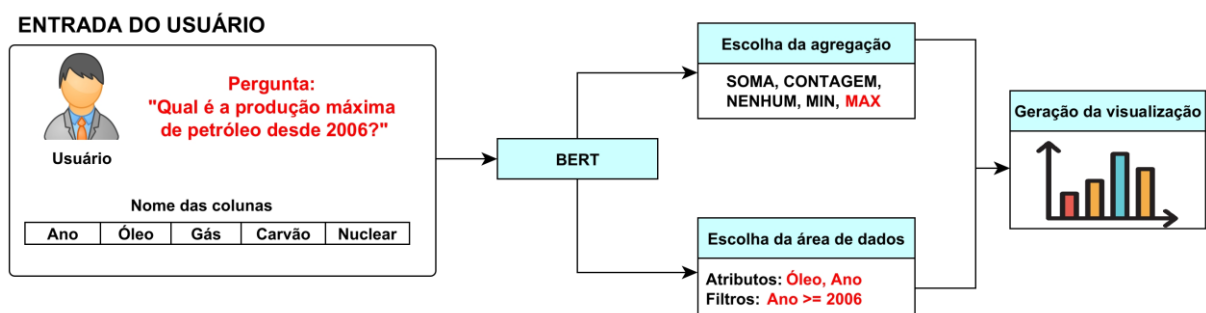 ENTRADA DO USUÁRIO
Pergunta:
"Qual é a produção máxima
de petróleo desde 2006?"
Usuário
Nome das colunas
Ano Óleo Gás Carvão Nuclear
BERT
Escolha da agregação
SOMA, CONTAGEM,
NENHUM, MIN, MAX
Escolha da área de dados
Atributos: Óleo, Ano
Filtros: Ano >= 2006
Geração da visualização